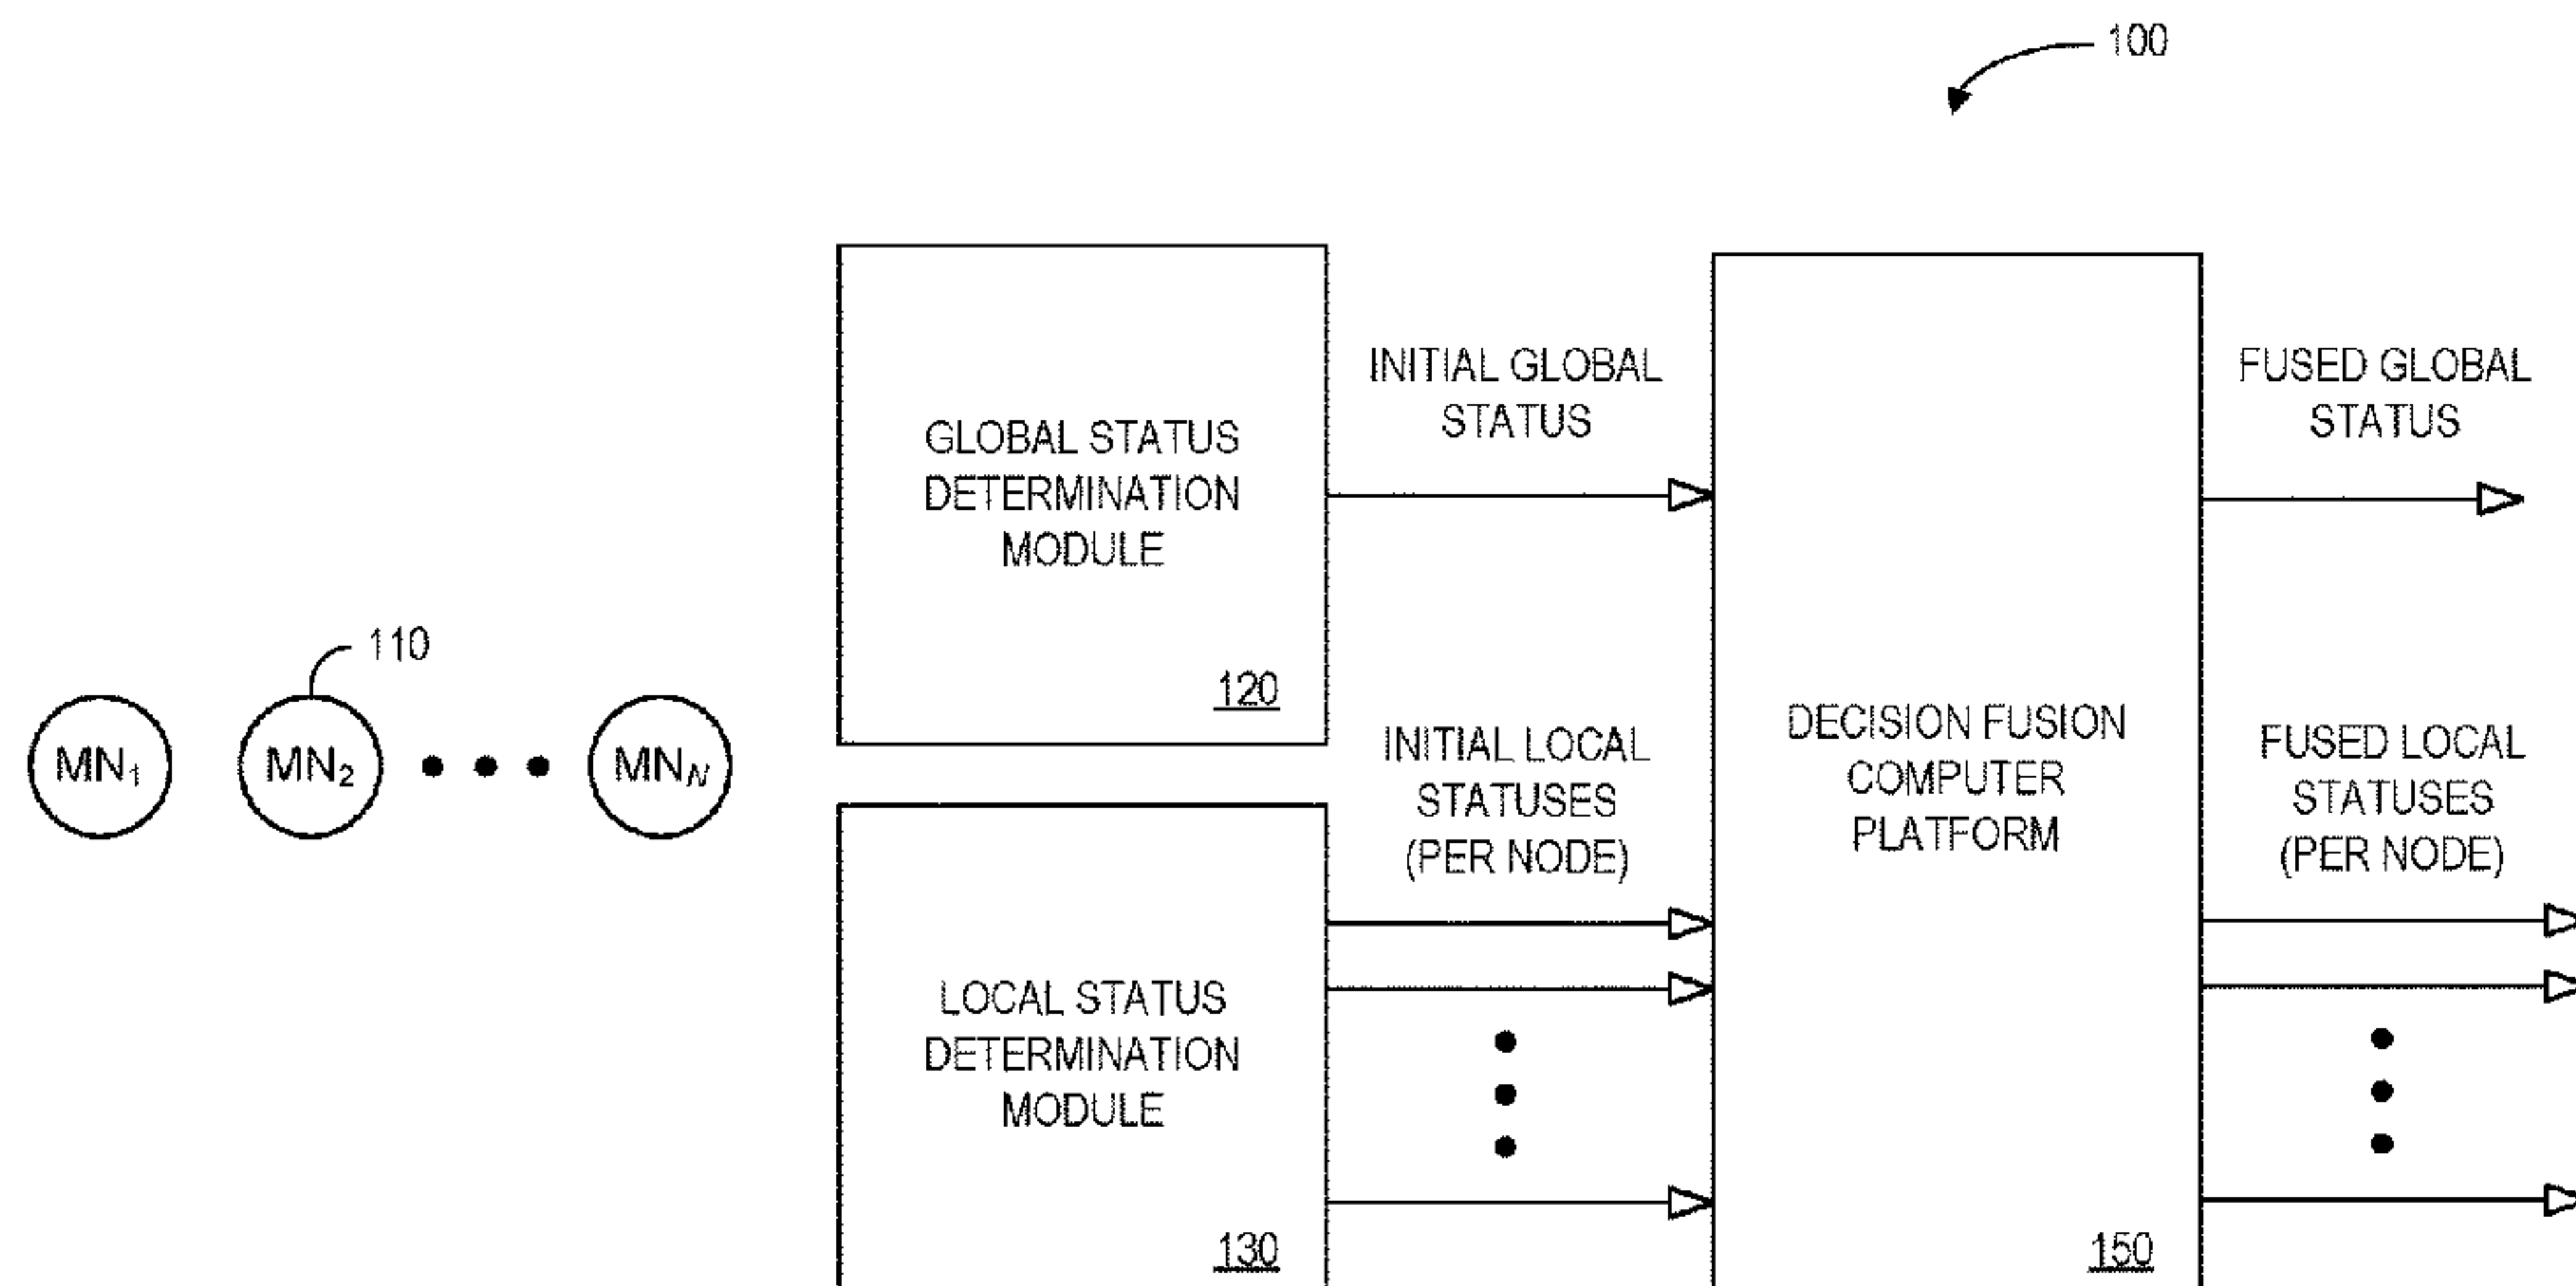 100
GLOBAL STATUS
DETERMINATION
MODULE
120
INITIAL GLOBAL
STATUS
FUSED GLOBAL
STATUS
110
MN₁
MN₂
MN_N
INITIAL LOCAL
STATUSES
(PER NODE)
DECISION FUSION
COMPUTER
PLATFORM
150
FUSED LOCAL
STATUSES
(PER NODE)
LOCAL STATUS
DETERMINATION
MODULE
130